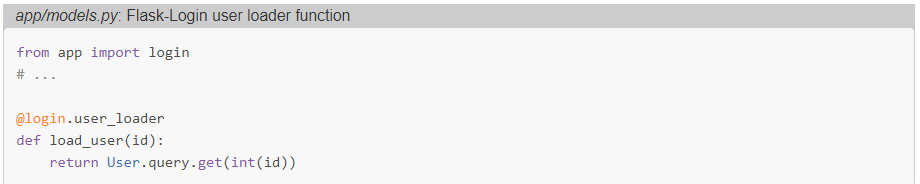 app/models.py: Flask-Login user loader function
from app import login
# ...
@login.user_loader
def load_user(id):
    return User.query.get(int(id))